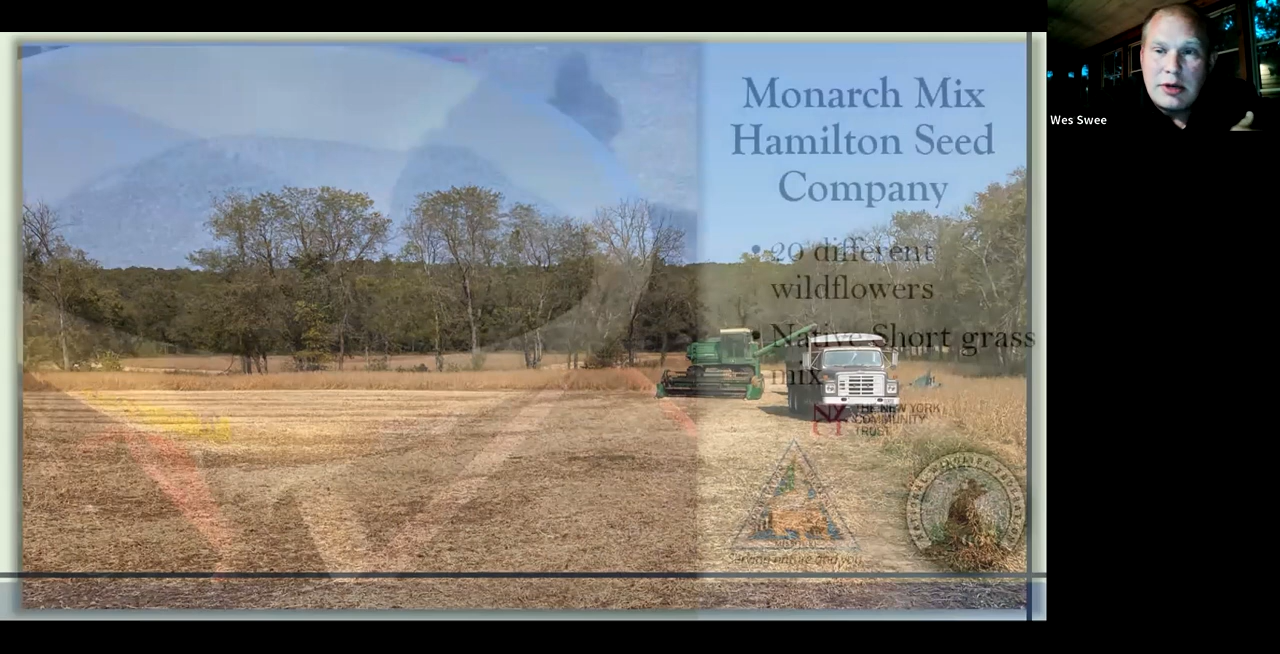 Monarch Mix
Hamilton Seed
Company
• 20 different
wildflowers
• Native Short grass
mix
THE NEW YORK
COMMUNITY
TRUST
Wes Swee